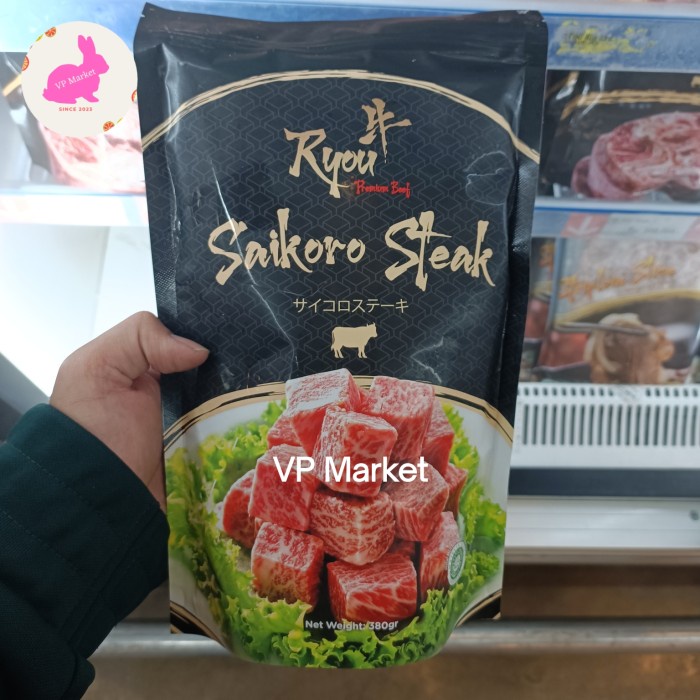 VP Market
SINCE 2023
牛
Ryou
Premium Beef
Saikoro Steak
サイコロステーキ
VP Market
Net Weight: 380gr